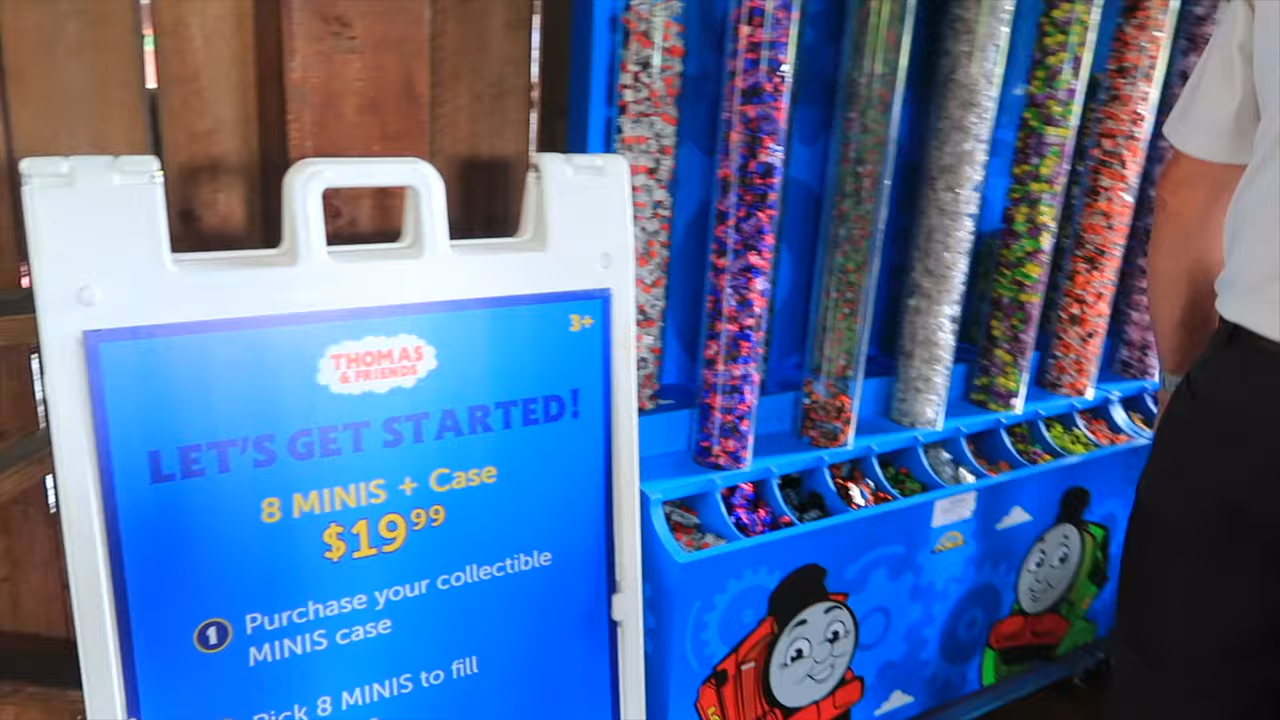 3+
THOMAS
& FRIENDS
LET'S GET STARTED!
8 MINIS + Case
$19 99
1 Purchase your collectible
MINIS case
Pick 8 MINIS to fill